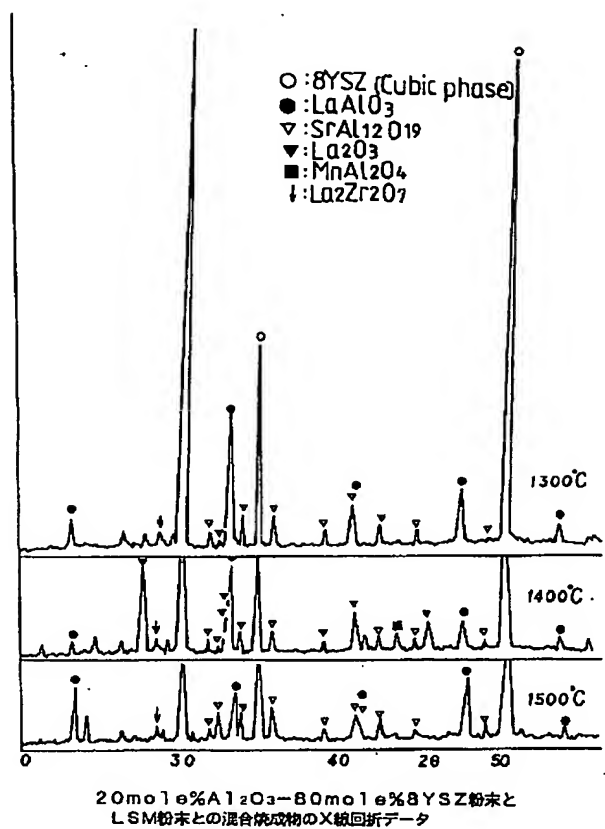 ○:8YSZ (Cubic phase)
●:LaAlO3
▽:SrAl12O19
▼:La2O3
■:MnAl2O4
↓:La2Zr2O7
1300℃
1400℃
1500℃
0 30 40 2θ 50
20mole%Al2O3-80mole%8YSZ粉末と
LSM粉末との混合焼成物のX線回折データ